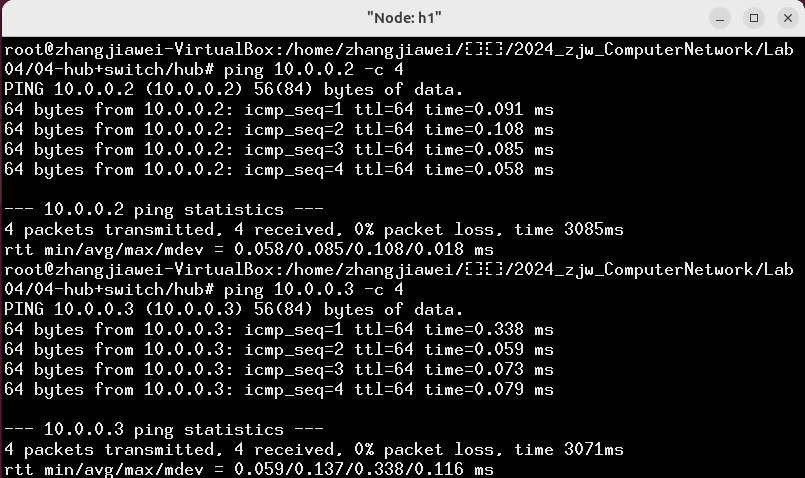 "Node: h1"
root@zhangjiawei-VirtualBox:/home/zhangjiawei/    /2024_zjw_ComputerNetwork/Lab
04/04-hub+switch/hub# ping 10.0.0.2 -c 4
PING 10.0.0.2 (10.0.0.2) 56(84) bytes of data.
64 bytes from 10.0.0.2: icmp_seq=1 ttl=64 time=0.091 ms
64 bytes from 10.0.0.2: icmp_seq=2 ttl=64 time=0.108 ms
64 bytes from 10.0.0.2: icmp_seq=3 ttl=64 time=0.085 ms
64 bytes from 10.0.0.2: icmp_seq=4 ttl=64 time=0.058 ms
--- 10.0.0.2 ping statistics ---
4 packets transmitted, 4 received, 0% packet loss, time 3085ms
rtt min/avg/max/mdev = 0.058/0.085/0.108/0.018 ms
root@zhangjiawei-VirtualBox:/home/zhangjiawei/    /2024_zjw_ComputerNetwork/Lab
04/04-hub+switch/hub# ping 10.0.0.3 -c 4
PING 10.0.0.3 (10.0.0.3) 56(84) bytes of data.
64 bytes from 10.0.0.3: icmp_seq=1 ttl=64 time=0.338 ms
64 bytes from 10.0.0.3: icmp_seq=2 ttl=64 time=0.059 ms
64 bytes from 10.0.0.3: icmp_seq=3 ttl=64 time=0.073 ms
64 bytes from 10.0.0.3: icmp_seq=4 ttl=64 time=0.079 ms
--- 10.0.0.3 ping statistics ---
4 packets transmitted, 4 received, 0% packet loss, time 3071ms
rtt min/avg/max/mdev = 0.059/0.137/0.338/0.116 ms